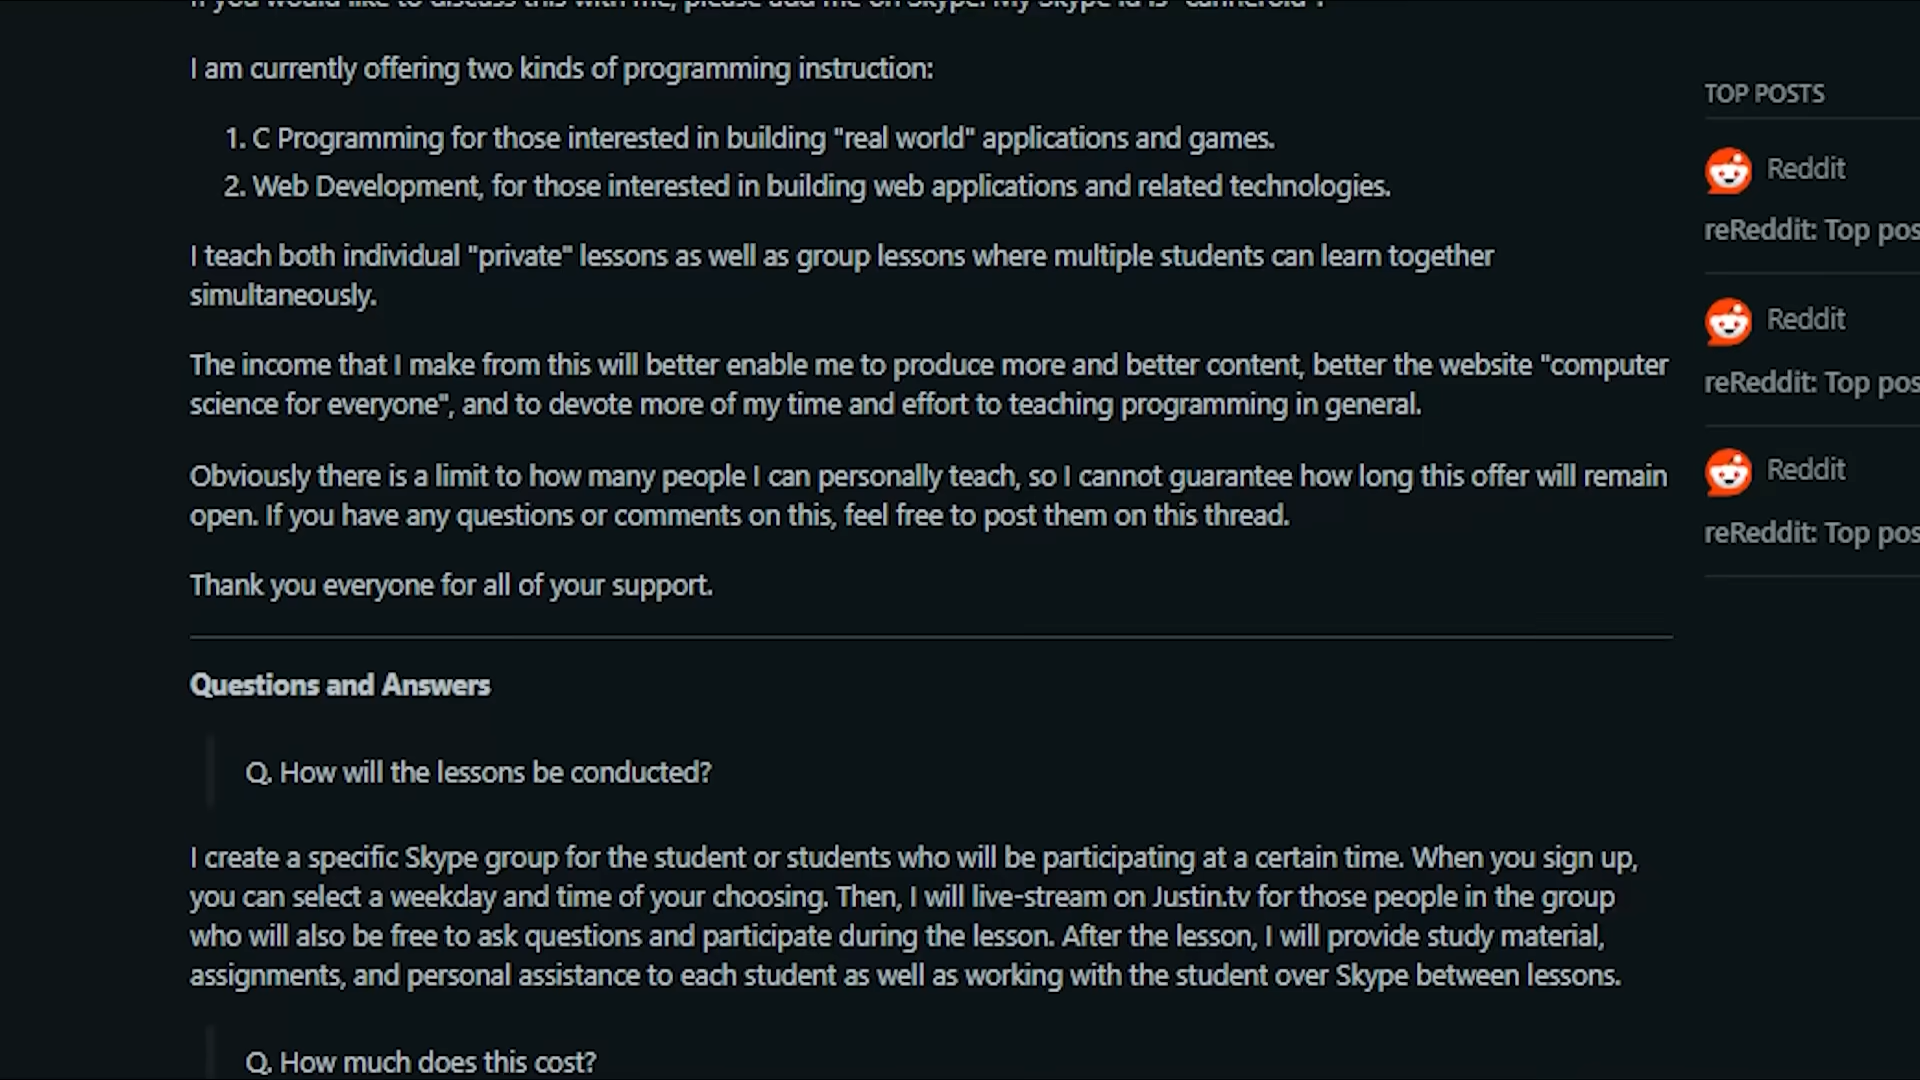 I am currently offering two kinds of programming instruction:
1. C Programming for those interested in building "real world" applications and games.
2. Web Development, for those interested in building web applications and related technologies.
I teach both individual "private" lessons as well as group lessons where multiple students can learn together
simultaneously.
The income that I make from this will better enable me to produce more and better content, better the website "computer
science for everyone", and to devote more of my time and effort to teaching programming in general.
Obviously there is a limit to how many people I can personally teach, so I cannot guarantee how long this offer will remain
open. If you have any questions or comments on this, feel free to post them on this thread.
Thank you everyone for all of your support.
Questions and Answers
Q. How will the lessons be conducted?
I create a specific Skype group for the student or students who will be participating at a certain time. When you sign up,
you can select a weekday and time of your choosing. Then, I will live-stream on Justin.tv for those people in the group
who will also be free to ask questions and participate during the lesson. After the lesson, I will provide study material,
assignments, and personal assistance to each student as well as working with the student over Skype between lessons.
Q. How much does this cost?
TOP POSTS
Reddit
reReddit: Top pos
Reddit
reReddit: Top pos
Reddit
reReddit: Top pos